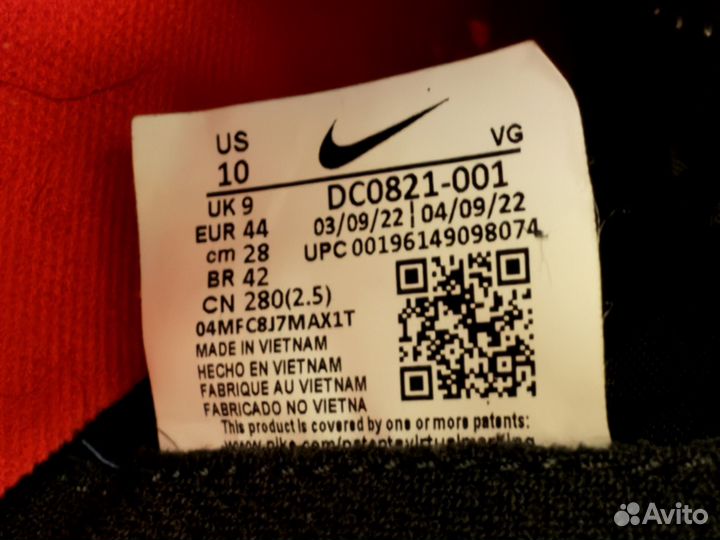 US
10
VG
DC0821-001
UK 9
03/09/22 | 04/09/22
EUR 44
UPC 00196149098074
cm 28
BR 42
CN 280(2.5)
04MFC8J7MAX1T
MADE IN VIETNAM
HECHO EN VIETNAM
FABRIQUE AU VIETNAM
FABRICADO NO VIETNA
This product is covered by one or more patents:
Avito